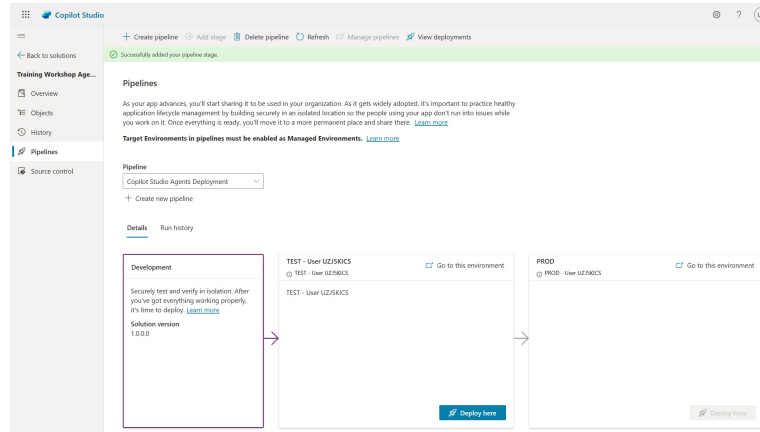 Copilot Studio
?
Create pipeline
Add stage
Delete pipeline
Refresh
Manage pipelines
View deployments
Back to solutions
Successfully added your pipeline stage.
Training Workshop Age...
Overview
Objects
History
Pipelines
Source control
Pipelines
As your app advances, you'll start sharing it to be used in your organization. As it gets widely adopted, it's important to practice healthy
application lifecycle management by building securely in an isolated location so the people using your app don't run into issues while
you work on it. Once everything is ready, you'll move it to a more permanent place and share there. Learn more
Target Environments in pipelines must be enabled as Managed Environments. Learn more
Pipeline
Copilot Studio Agents Deployment
Create new pipeline
Details
Run history
Development
Securely test and verify in isolation. After
you've got everything working properly,
it's time to deploy. Learn more
Solution version
1.0.0.0
TEST - User UZJ5KICS
TEST - User UZJ5KICS
Go to this environment
TEST - User UZJ5KICS
Deploy here
PROD
PROD - User UZJ5KICS
Go to this environment
Deploy here